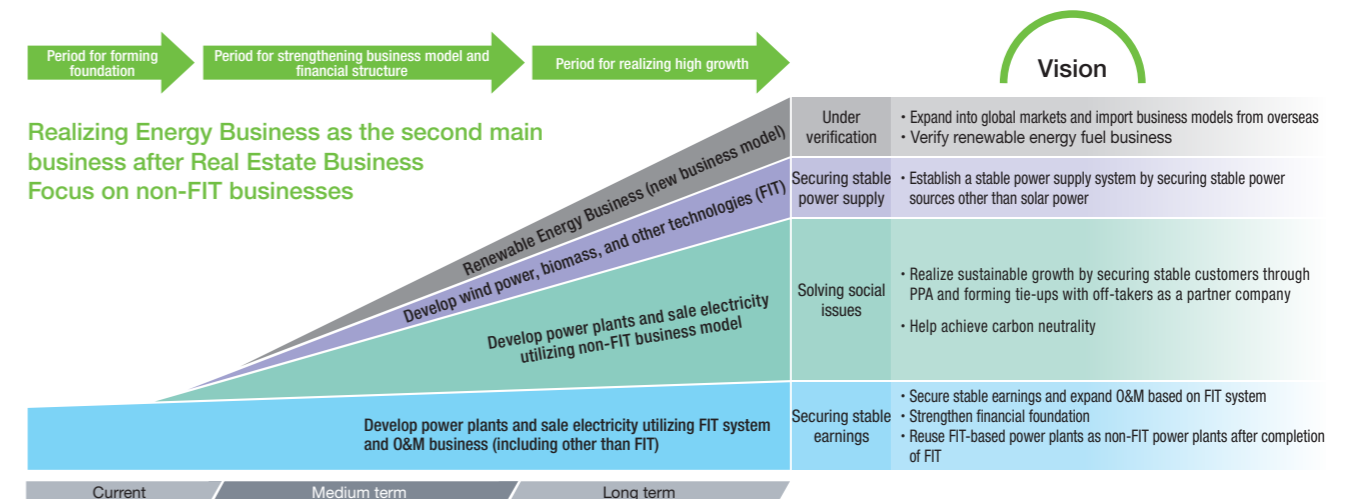 Period for forming
foundation
Period for strengthening business model and
financial structure
Period for realizing high growth
Vision
Realizing Energy Business as the second main
business after Real Estate Business
Focus on non-FIT businesses
Renewable Energy Business (new business model)
Develop wind power, biomass, and other technologies (FIT)
Develop power plants and sale electricity
utilizing non-FIT business model
Develop power plants and sale electricity utilizing FIT system
and O&M business (including other than FIT)
Under
verification
• Expand into global markets and import business models from overseas
• Verify renewable energy fuel business
Securing stable
power supply
• Establish a stable power supply system by securing stable power
sources other than solar power
Solving social
issues
• Realize sustainable growth by securing stable customers through
PPA and forming tie-ups with off-takers as a partner company
• Help achieve carbon neutrality
Securing stable
earnings
• Secure stable earnings and expand O&M based on FIT system
• Strengthen financial foundation
• Reuse FIT-based power plants as non-FIT power plants after completion
of FIT
Current
Medium term
Long term